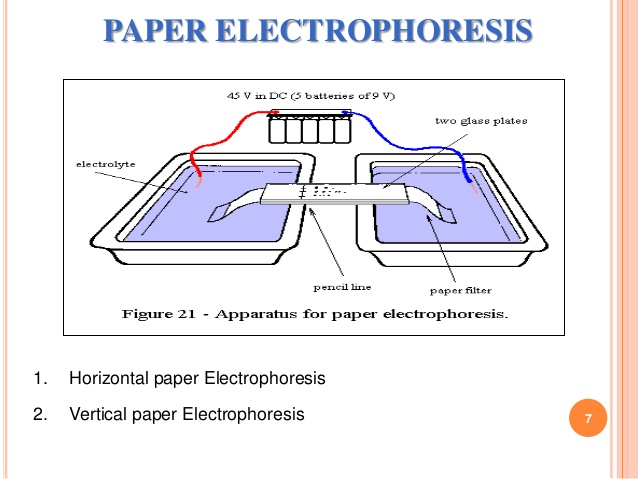 PAPER ELECTROPHORESIS
45 V in DC (5 batteries of 9 V)
two glass plates
electrolyte
pencil line
paper filter
Figure 21 - Apparatus for paper electrophoresis.
1. Horizontal paper Electrophoresis
2. Vertical paper Electrophoresis
7